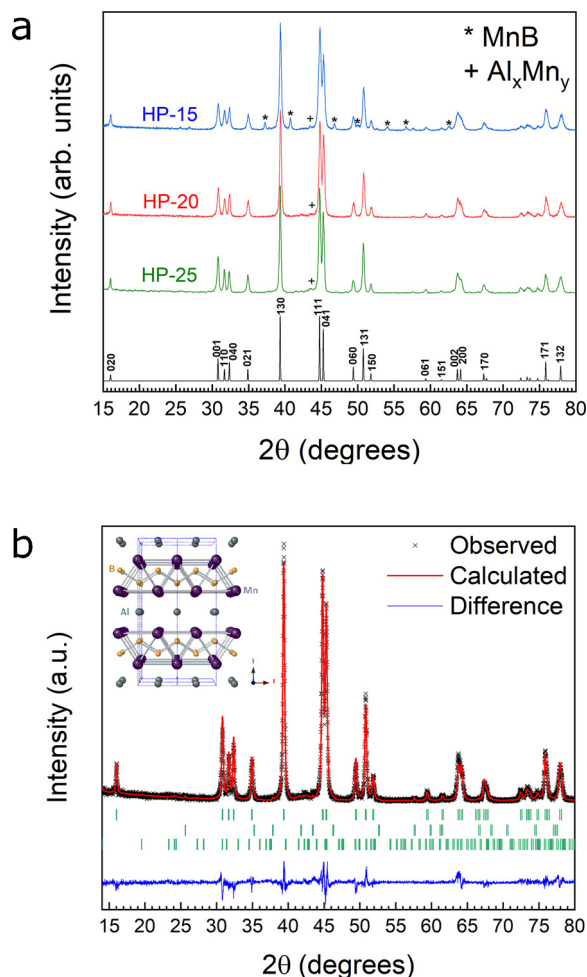 a
* MnB
+ AlxMny
HP-15
HP-20
HP-25
* * + * * * * *
+
+
020 001 110 040 021 130 111 041 060 131 150 061 151 002 200 170 171 132
15 20 25 30 35 40 45 50 55 60 65 70 75 80
2θ (degrees)
Intensity (arb. units)
b
Observed
Calculated
Difference
B
Mn
Al
15 20 25 30 35 40 45 50 55 60 65 70 75 80
2θ (degrees)
Intensity (a.u.)